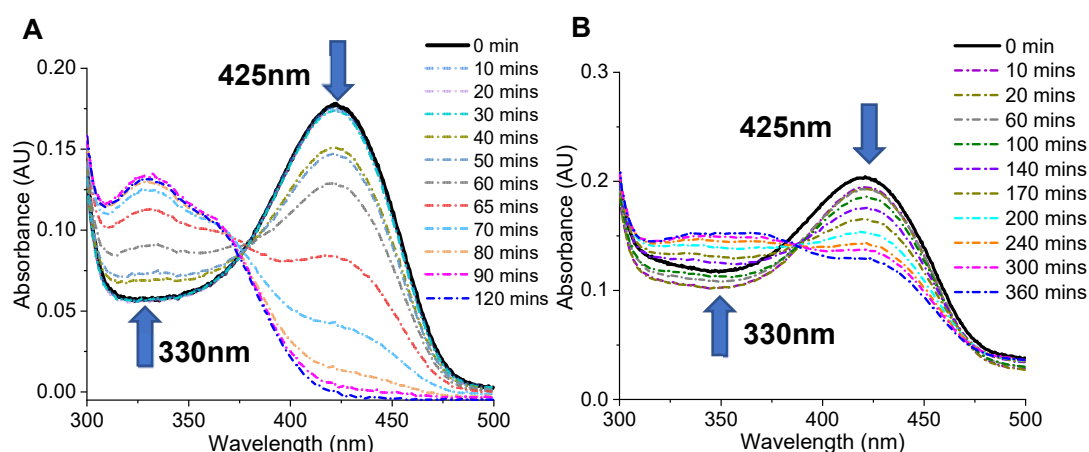 A
425nm
330nm
0.20
0.15
0.10
0.05
0.00
Absorbance (AU)
300
350
400
450
500
Wavelength (nm)
0 min
10 mins
20 mins
30 mins
40 mins
50 mins
60 mins
65 mins
70 mins
80 mins
90 mins
120 mins
B
425nm
330nm
0.3
0.2
0.1
0.0
Absorbance (AU)
300
350
400
450
500
Wavelength (nm)
0 min
10 mins
20 mins
60 mins
100 mins
140 mins
170 mins
200 mins
240 mins
300 mins
360 mins